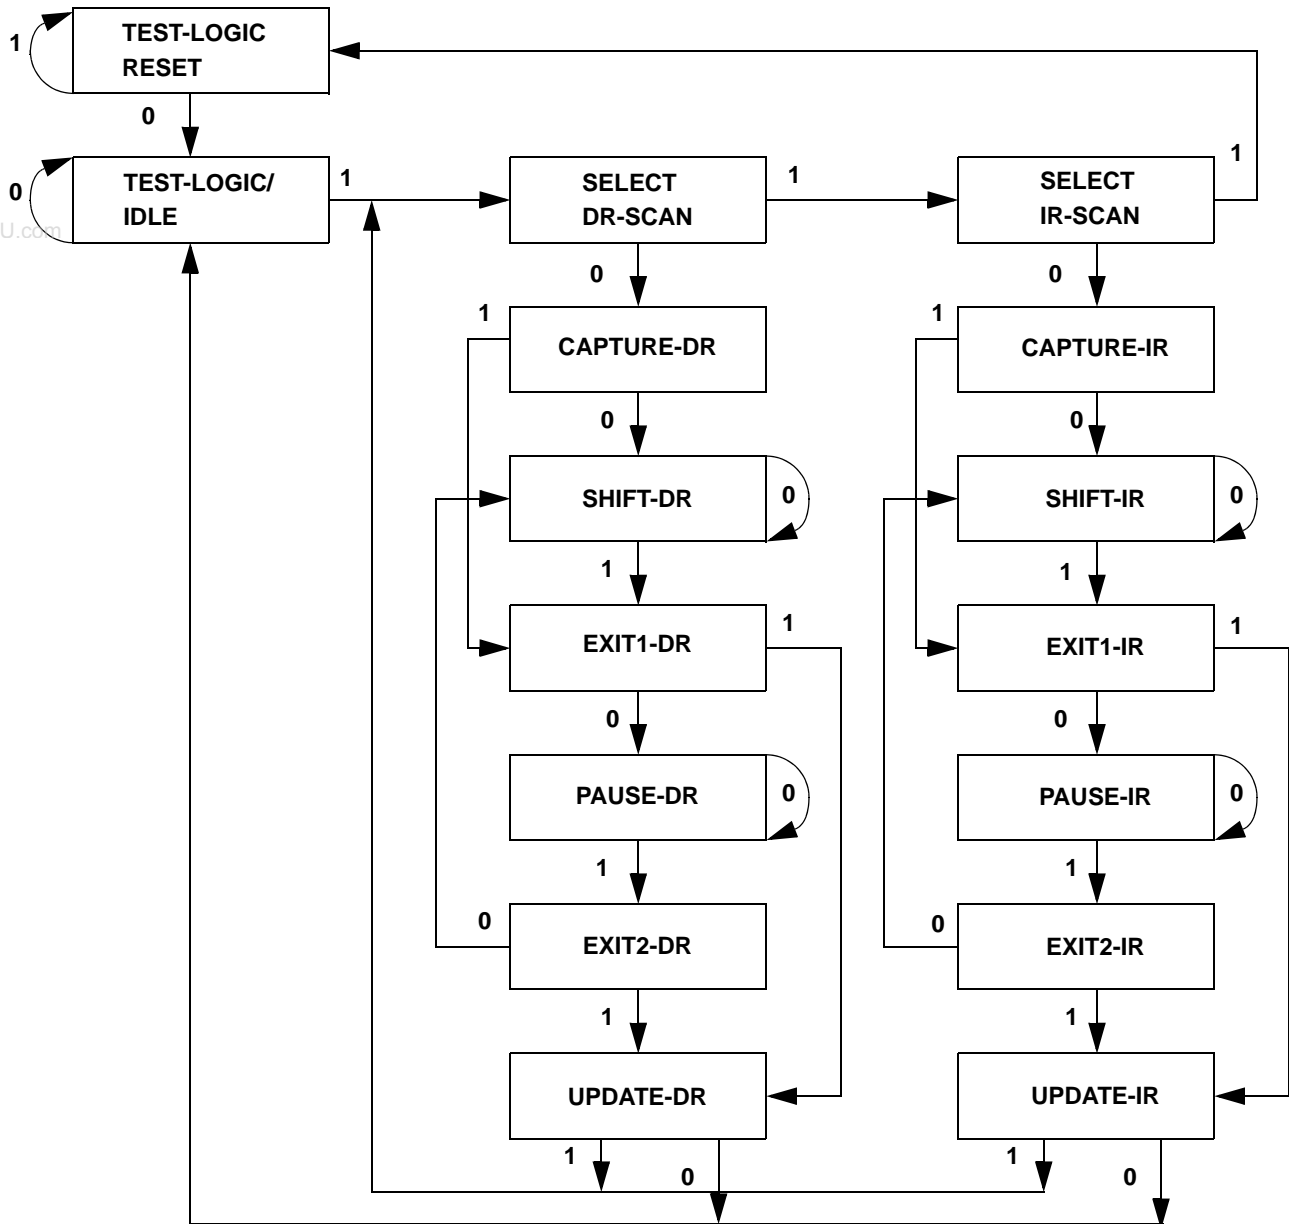 TEST-LOGIC
RESET
1
0
TEST-LOGIC/
IDLE
0
1
SELECT
DR-SCAN
1
SELECT
IR-SCAN
1
U.com
0
0
1
CAPTURE-DR
1
CAPTURE-IR
0
0
SHIFT-DR
0
SHIFT-IR
0
1
1
EXIT1-DR
1
EXIT1-IR
1
0
0
PAUSE-DR
0
PAUSE-IR
0
1
1
0
EXIT2-DR
0
EXIT2-IR
1
1
UPDATE-DR
UPDATE-IR
1
0
1
0